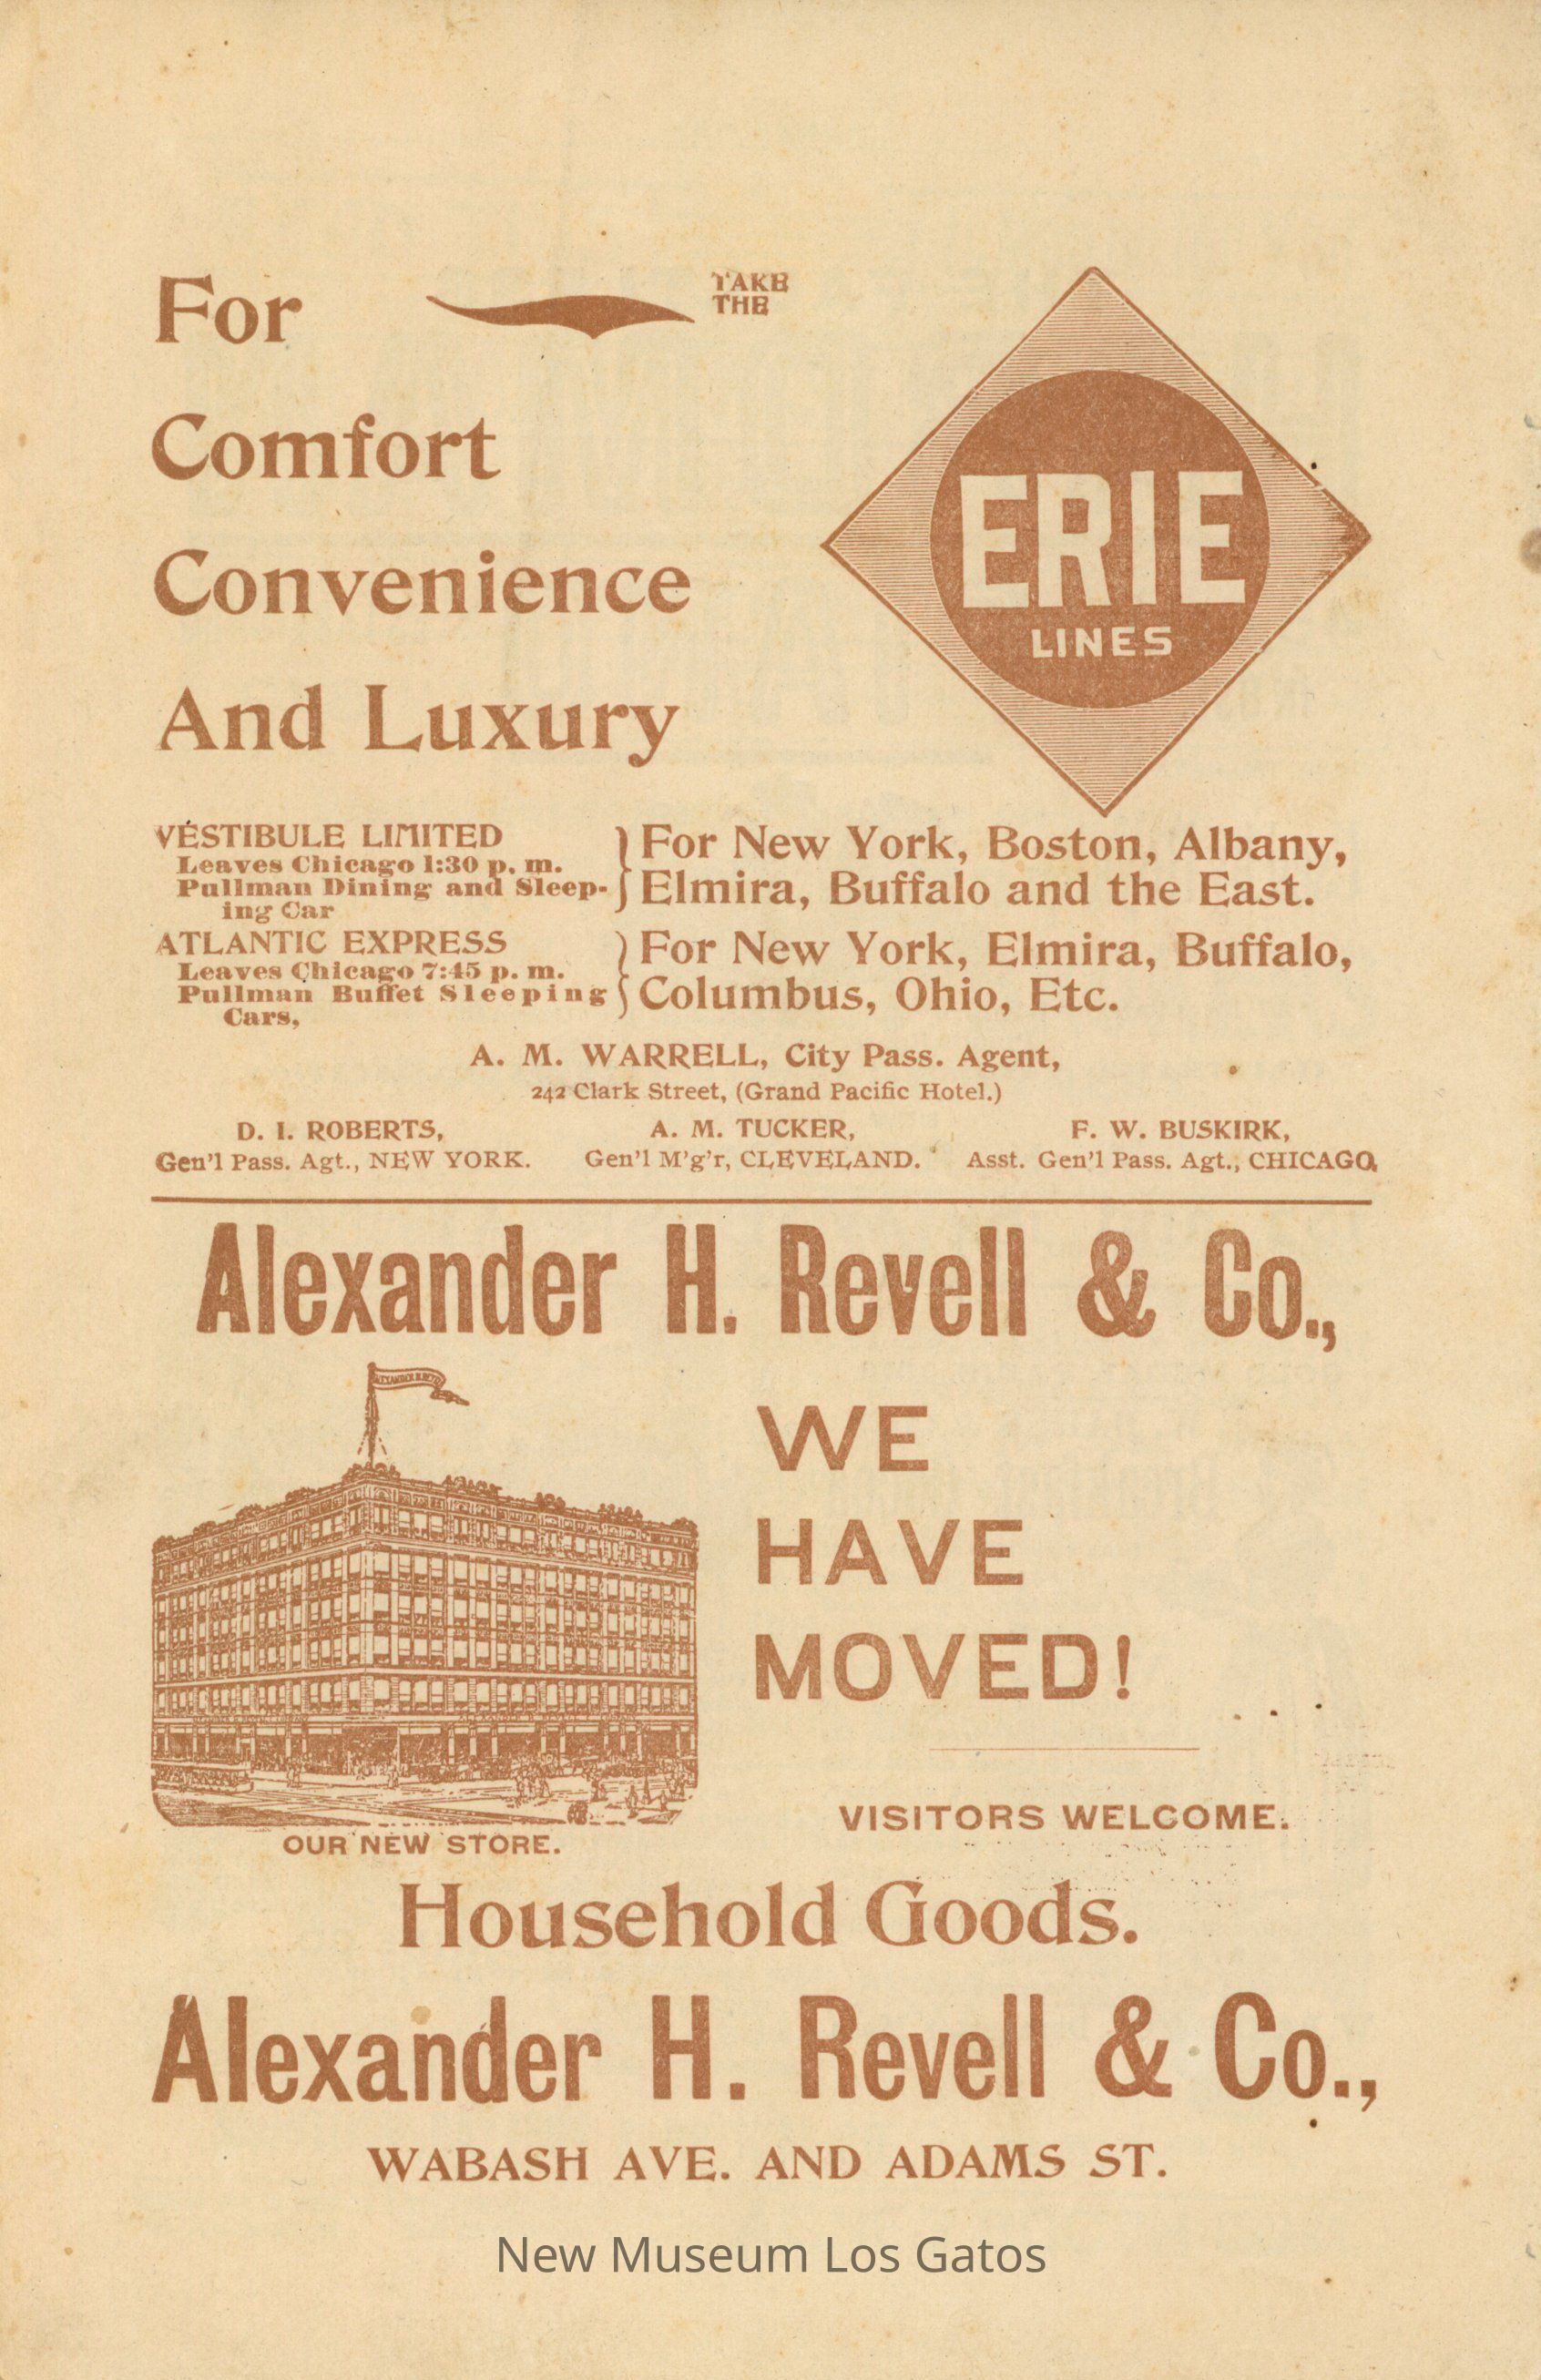 For
TAKE
THE
Comfort
Convenience
And Luxury
ERIE
LINES
VESTIBULE LIMITED
Leaves Chicago 1:30 p. m.
Pullman Dining and Sleep-
ing Car
For New York, Boston, Albany,
Elmira, Buffalo and the East.
ATLANTIC EXPRESS
Leaves Chicago 7:45 p. m.
Pullman Buffet Sleeping
Cars,
For New York, Elmira, Buffalo,
Columbus, Ohio, Etc.
A. M. WARRELL, City Pass. Agent,
242 Clark Street, (Grand Pacific Hotel.)
D. I. ROBERTS,
Gen'l Pass. Agt., NEW YORK.
A. M. TUCKER,
Gen'l M'g'r, CLEVELAND.
F. W. BUSKIRK,
Asst. Gen'l Pass. Agt., CHICAGO.
Alexander H. Revell & Co.,
WE
HAVE
MOVED!
VISITORS WELCOME.
OUR NEW STORE.
Household Goods.
Alexander H. Revell & Co.,
WABASH AVE. AND ADAMS ST.
New Museum Los Gatos